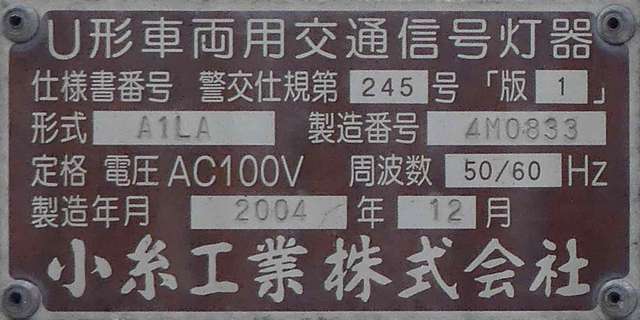 U形車両用交通信号灯器
仕様書番号 警交仕規第 245 号 「版 1 」
形式 A1LA 製造番号 4M0833
定格 電圧 AC100V 周波数 50/60 Hz
製造年月 2004 年 12 月
小糸工業株式会社